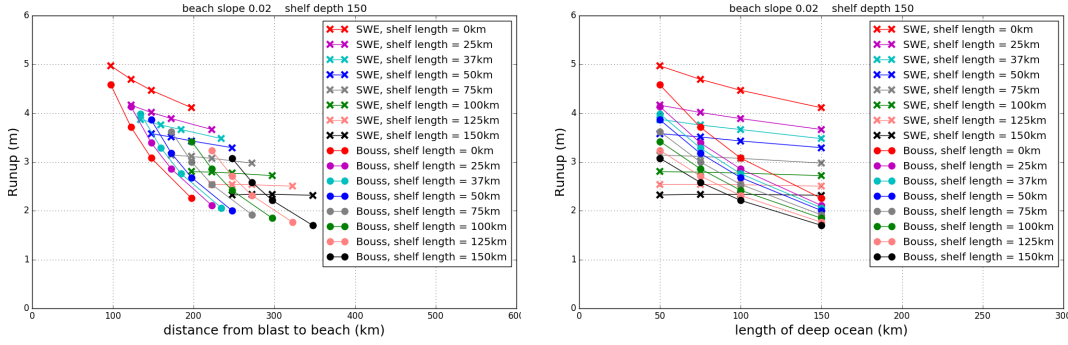 beach slope 0.02 shelf depth 150
6
5
4
3
2
1
0
Runup (m)
SWE, shelf length = 0km
SWE, shelf length = 25km
SWE, shelf length = 37km
SWE, shelf length = 50km
SWE, shelf length = 75km
SWE, shelf length = 100km
SWE, shelf length = 125km
SWE, shelf length = 150km
Bouss, shelf length = 0km
Bouss, shelf length = 25km
Bouss, shelf length = 37km
Bouss, shelf length = 50km
Bouss, shelf length = 75km
Bouss, shelf length = 100km
Bouss, shelf length = 125km
Bouss, shelf length = 150km
0 100 200 300 400 500 600
distance from blast to beach (km)
beach slope 0.02 shelf depth 150
6
5
4
3
2
1
0
Runup (m)
SWE, shelf length = 0km
SWE, shelf length = 25km
SWE, shelf length = 37km
SWE, shelf length = 50km
SWE, shelf length = 75km
SWE, shelf length = 100km
SWE, shelf length = 125km
SWE, shelf length = 150km
Bouss, shelf length = 0km
Bouss, shelf length = 25km
Bouss, shelf length = 37km
Bouss, shelf length = 50km
Bouss, shelf length = 75km
Bouss, shelf length = 100km
Bouss, shelf length = 125km
Bouss, shelf length = 150km
0 50 100 150 200 250 300
length of deep ocean (km)